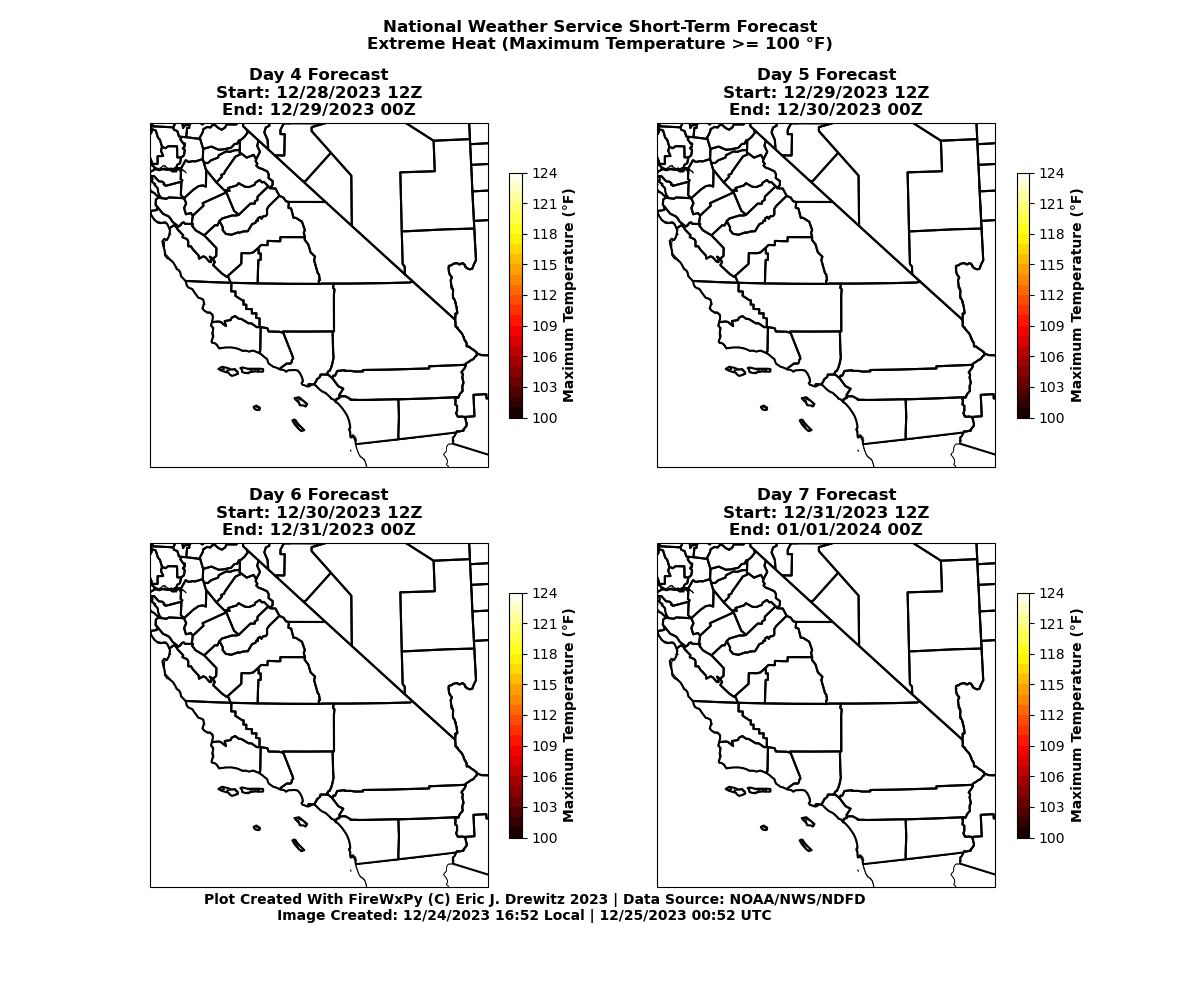 National Weather Service Short-Term Forecast
Extreme Heat (Maximum Temperature >= 100 °F)
Day 4 Forecast
Start: 12/28/2023 12Z
End: 12/29/2023 00Z
124
121
118
115
112
109
106
103
100
Maximum Temperature (°F)
Day 5 Forecast
Start: 12/29/2023 12Z
End: 12/30/2023 00Z
124
121
118
115
112
109
106
103
100
Maximum Temperature (°F)
Day 6 Forecast
Start: 12/30/2023 12Z
End: 12/31/2023 00Z
124
121
118
115
112
109
106
103
100
Maximum Temperature (°F)
Day 7 Forecast
Start: 12/31/2023 12Z
End: 01/01/2024 00Z
124
121
118
115
112
109
106
103
100
Maximum Temperature (°F)
Plot Created With FireWxPy (C) Eric J. Drewitz 2023 | Data Source: NOAA/NWS/NDFD
Image Created: 12/24/2023 16:52 Local | 12/25/2023 00:52 UTC